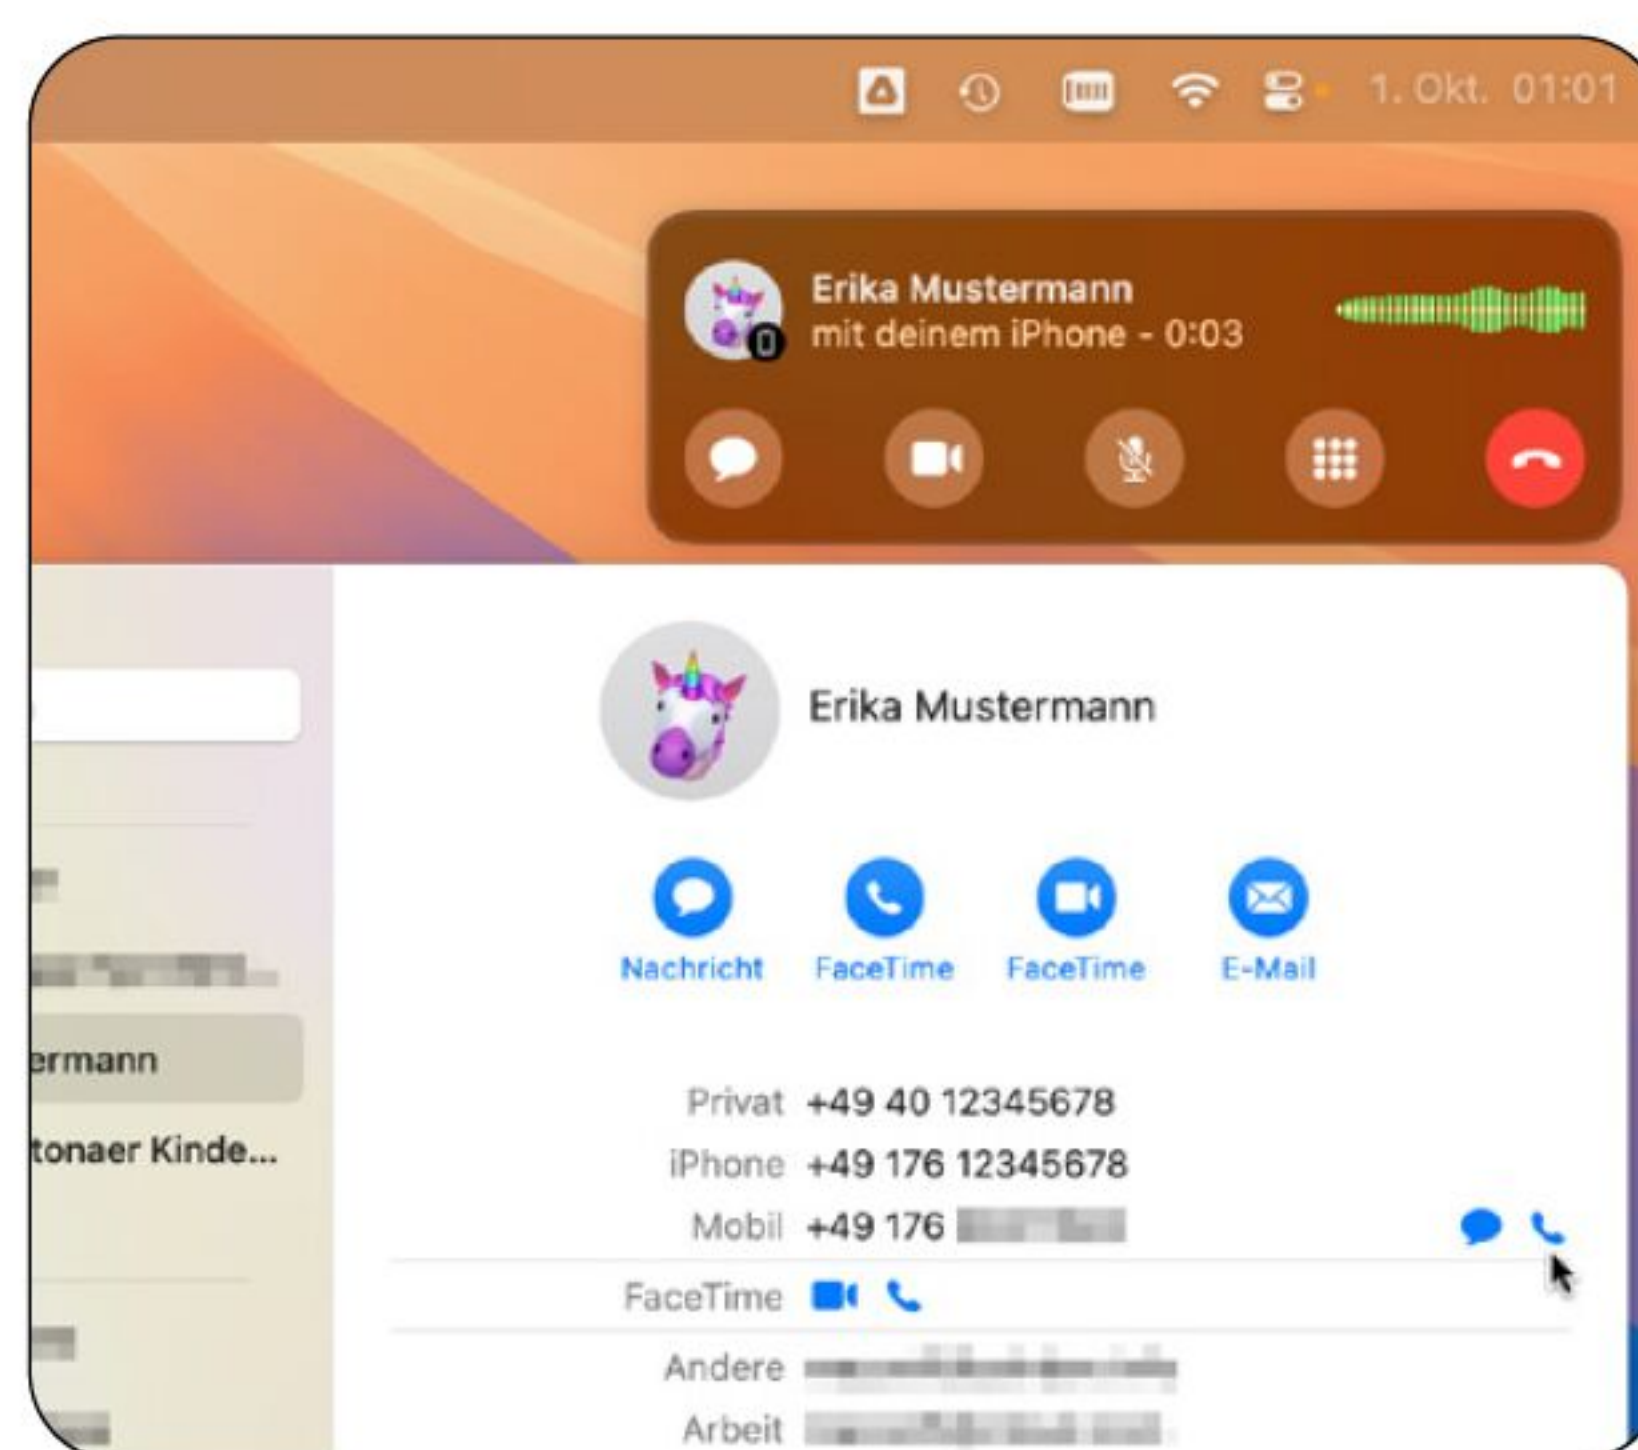 1. Okt. 01:01
Erika Mustermann
mit deinem iPhone - 0:03
Erika Mustermann
Nachricht FaceTime FaceTime E-Mail
ermann
tonaer Kinde...
Privat +49 40 12345678
iPhone +49 176 12345678
Mobil +49 176
FaceTime
Andere
Arbeit